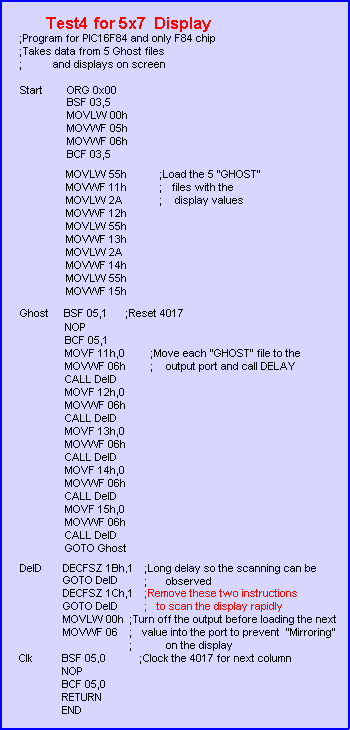 Test4 for 5x7 Display
;Program for PIC16F84 and only F84 chip
;Takes data from 5 Ghost files
; and displays on screen
Start ORG 0x00
BSF 03,5
MOVLW 00h
MOVWF 05h
MOVWF 06h
BCF 03,5
MOVLW 55h ;Load the 5 "GHOST"
MOVWF 11h ; files with the
MOVLW 2A ; display values
MOVWF 12h
MOVLW 55h
MOVWF 13h
MOVLW 2A
MOVWF 14h
MOVLW 55h
MOVWF 15h
Ghost BSF 05,1 ;Reset 4017
NOP
BCF 05,1
MOVF 11h,0 ;Move each "GHOST" file to the
MOVWF 06h ; output port and call DELAY
CALL DelD
MOVF 12h,0
MOVWF 06h
CALL DelD
MOVF 13h,0
MOVWF 06h
CALL DelD
MOVF 14h,0
MOVWF 06h
CALL DelD
MOVF 15h,0
MOVWF 06h
CALL DelD
GOTO Ghost
DelD DECFSZ 1Bh,1 ;Long delay so the scanning can be
GOTO DelD ; observed
DECFSZ 1Ch,1 ;Remove these two instructions
GOTO DelD ; to scan the display rapidly
MOVLW 00h ;Turn off the output before loading the next
MOVWF 06 ; value into the port to prevent "Mirroring"
; on the display
Clk BSF 05,0 ;Clock the 4017 for next column
NOP
BCF 05,0
RETURN
END